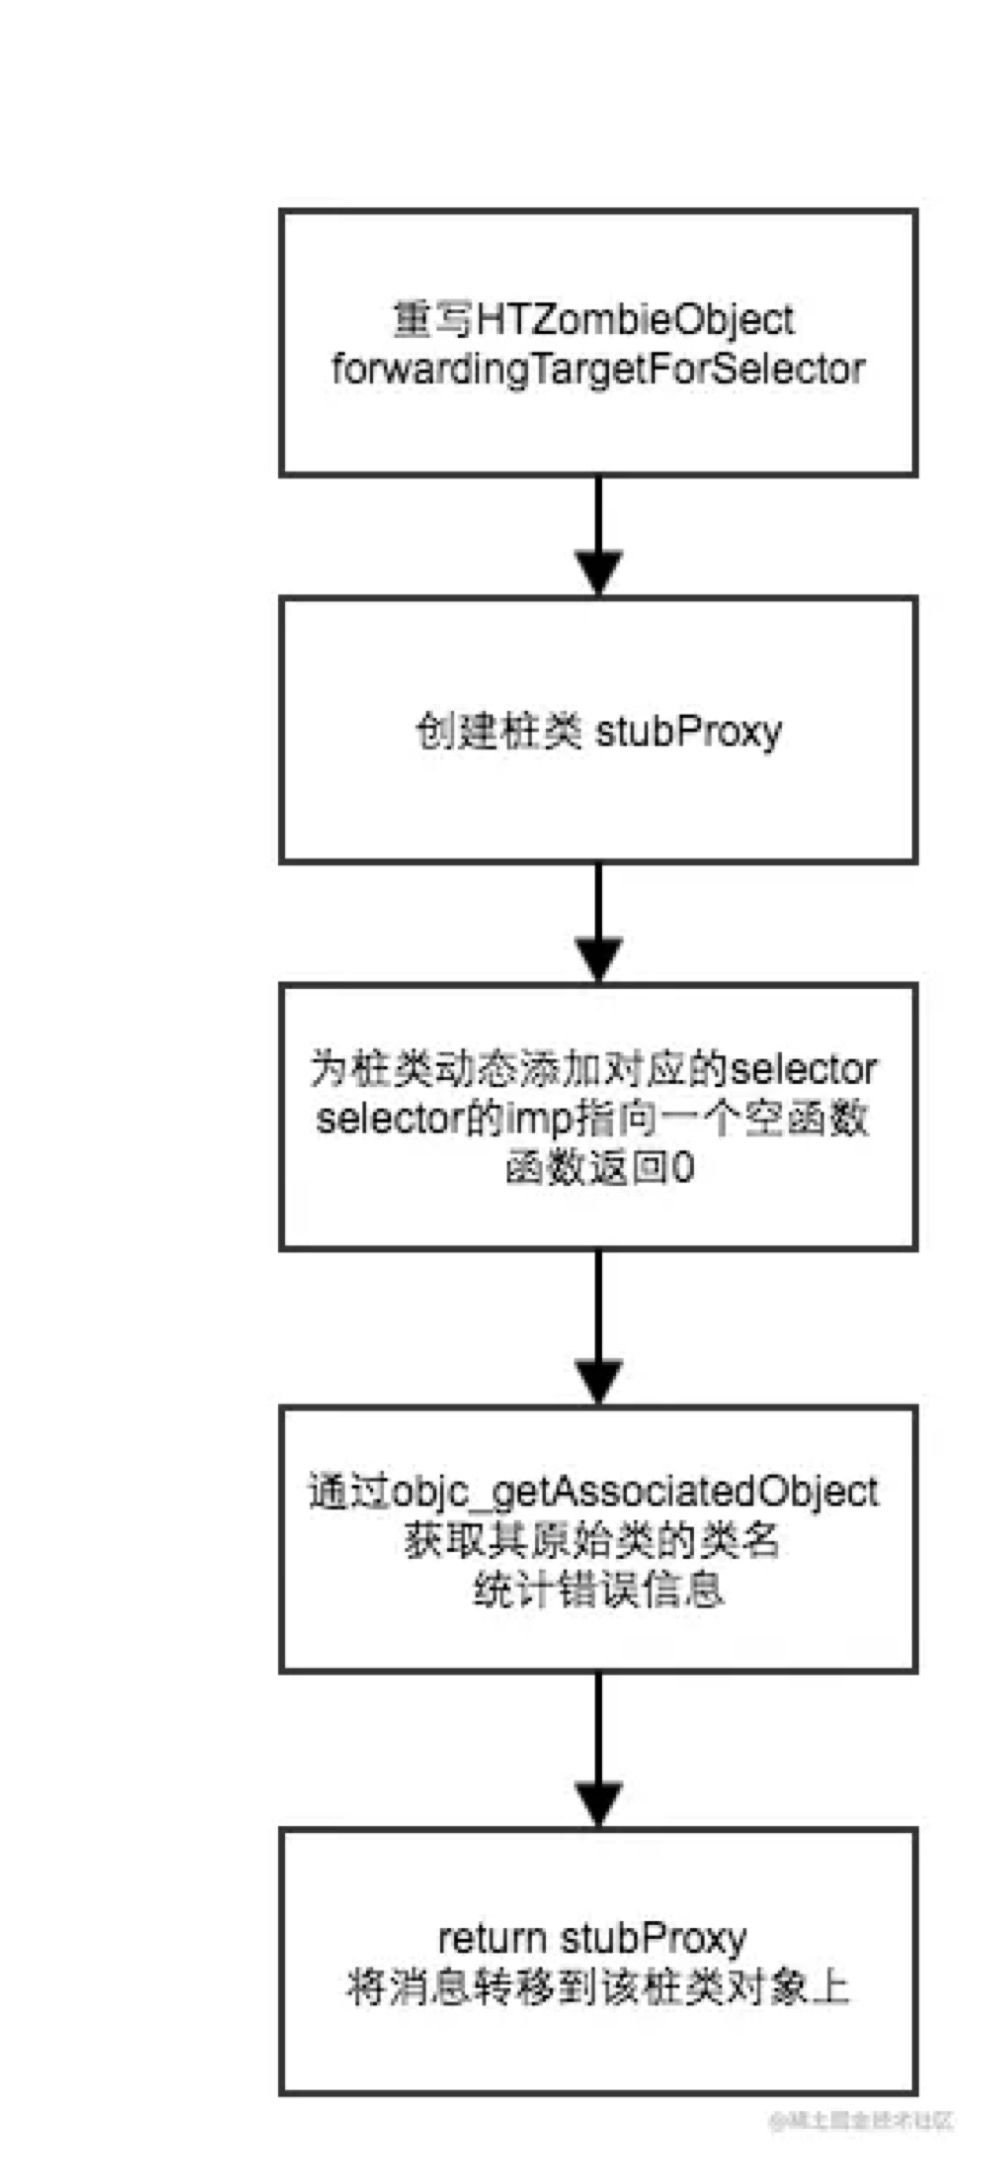 重写HTZombieObject
forwardingTargetForSelector
创建桩类 stubProxy
为桩类动态添加对应的selector
selector的imp指向一个空函数
函数返回0
通过objc_getAssociatedObject
获取其原始类的类名
统计错误信息
return stubProxy
将消息转移到该桩类对象上
@稀土掘金技术社区